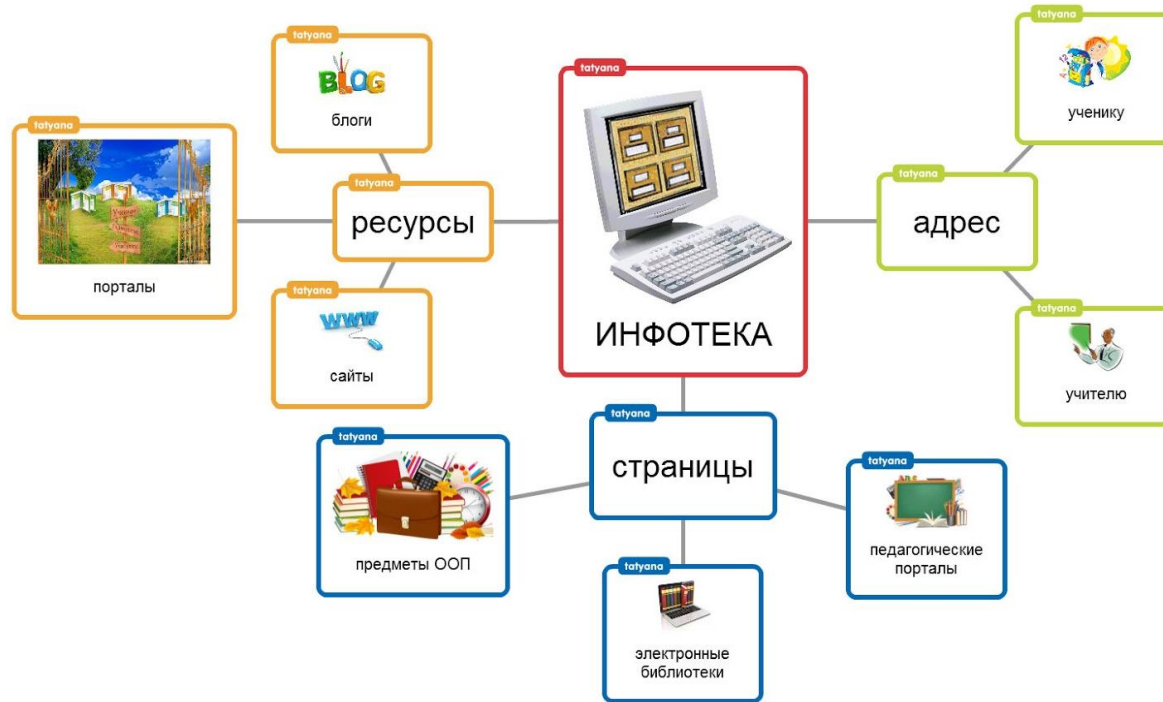 tatyana
BLOG
блоги
tatyana
порталы
tatyana
ресурсы
tatyana
WWW
сайты
tatyana
ИНФОТЕКА
tatyana
ученику
tatyana
адрес
tatyana
учителю
tatyana
страницы
tatyana
предметы ООП
tatyana
электронные
библиотеки
tatyana
педагогические
порталы